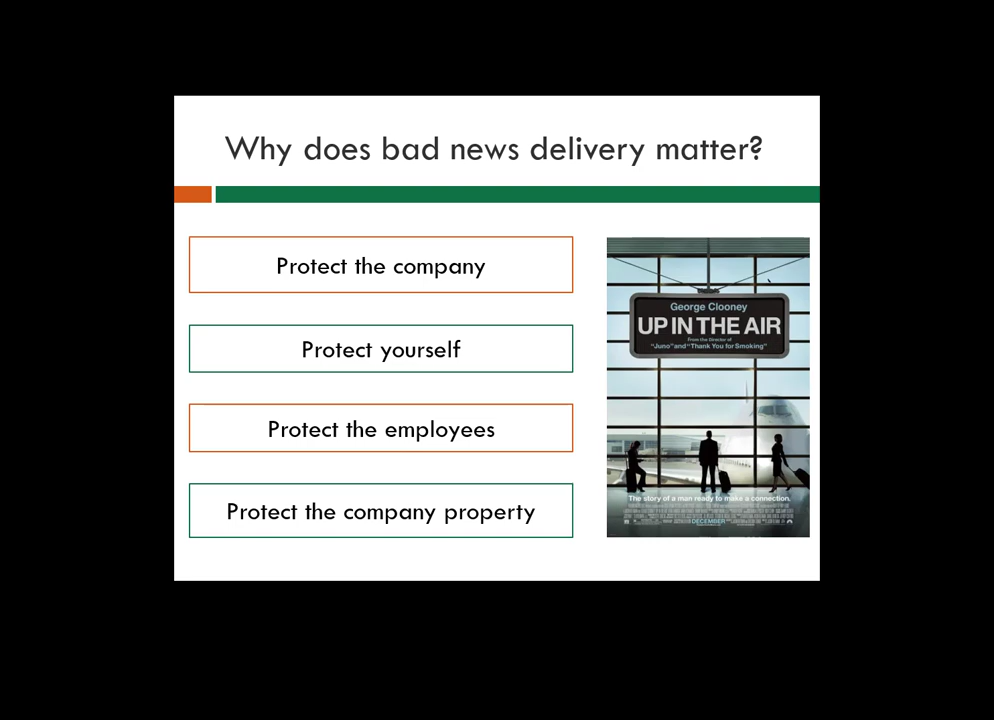 Why does bad news delivery matter?
Protect the company
Protect yourself
Protect the employees
Protect the company property
George Clooney
UP IN THE AIR
From the Director of
"Juno" and "Thank You for Smoking"
The story of a man ready to make a connection.
DECEMBER